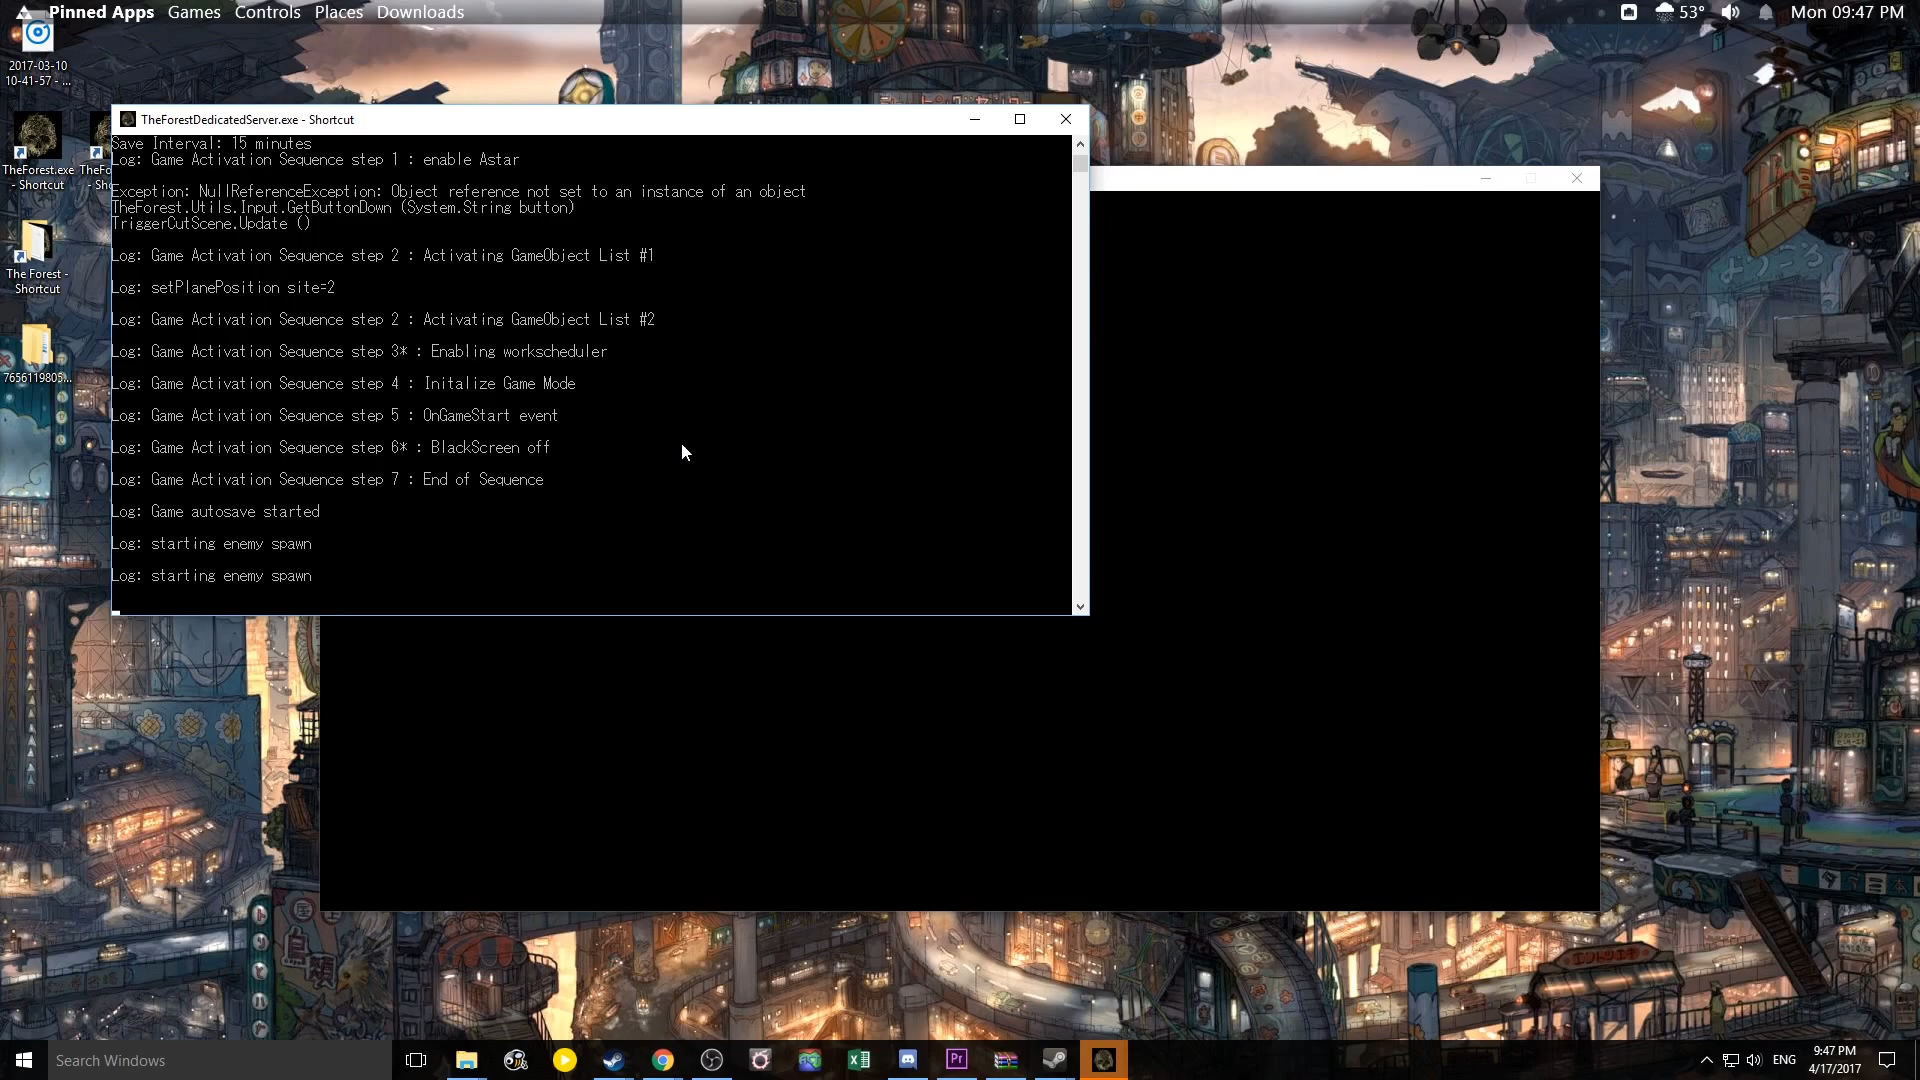 Pinned Apps Games Controls Places Downloads
53° Mon 09:47 PM
2017-03-10
10-41-57 - ...
TheForest.exe
- Shortcut
TheFo
- Sho
The Forest -
Shortcut
7656119805...
TheForestDedicatedServer.exe - Shortcut
Save Interval: 15 minutes
Log: Game Activation Sequence step 1 : enable Astar
Exception: NullReferenceException: Object reference not set to an instance of an object
TheForest.Utils.Input.GetButtonDown (System.String button)
TriggerCutScene.Update ()
Log: Game Activation Sequence step 2 : Activating GameObject List #1
Log: setPlanePosition site=2
Log: Game Activation Sequence step 2 : Activating GameObject List #2
Log: Game Activation Sequence step 3* : Enabling workscheduler
Log: Game Activation Sequence step 4 : Initalize Game Mode
Log: Game Activation Sequence step 5 : OnGameStart event
Log: Game Activation Sequence step 6* : BlackScreen off
Log: Game Activation Sequence step 7 : End of Sequence
Log: Game autosave started
Log: starting enemy spawn
Log: starting enemy spawn
Search Windows
Pr
ENG
9:47 PM
4/17/2017